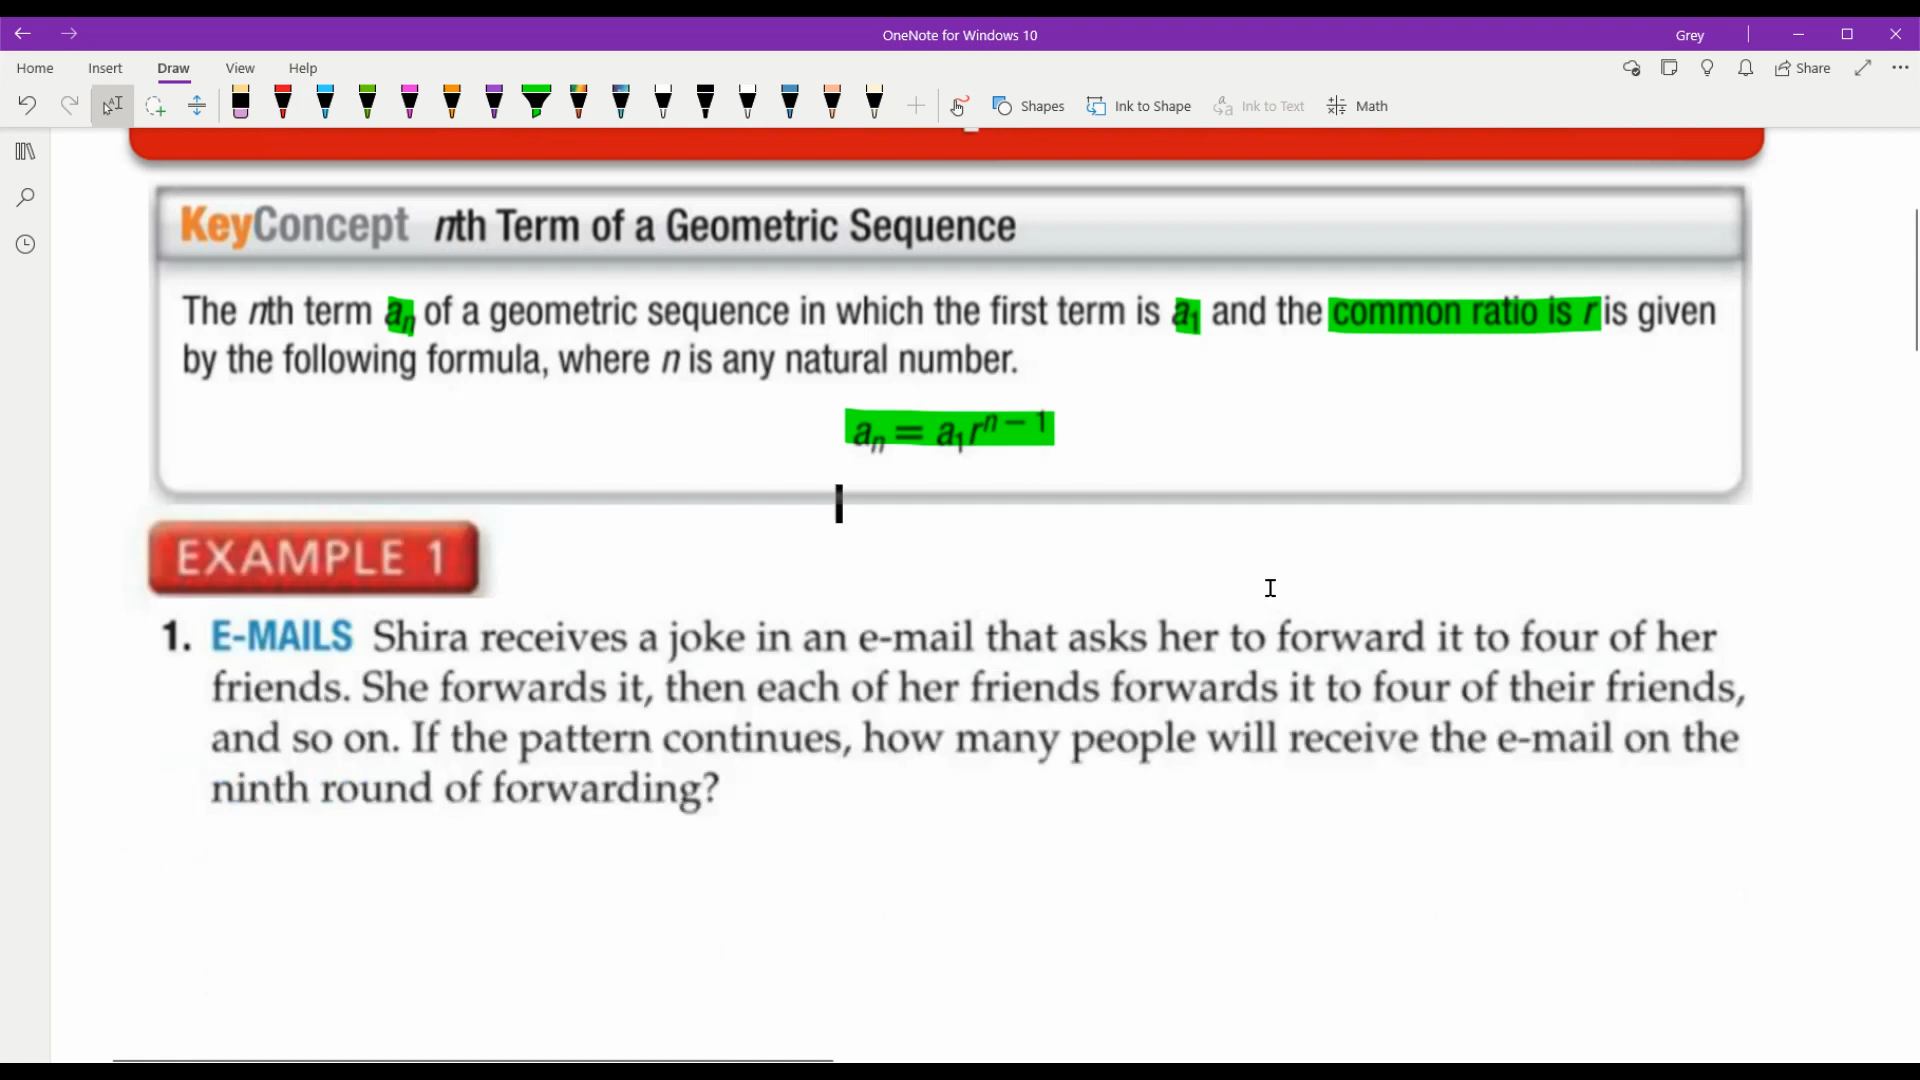 OneNote for Windows 10
Grey
Home Insert Draw View Help
Share
Shapes Ink to Shape Ink to Text Math
KeyConcept nth Term of a Geometric Sequence
The nth term aₙ of a geometric sequence in which the first term is a₁ and the common ratio is r is given
by the following formula, where n is any natural number.
aₙ = a₁rⁿ⁻¹
EXAMPLE 1
1. E-MAILS Shira receives a joke in an e-mail that asks her to forward it to four of her
friends. She forwards it, then each of her friends forwards it to four of their friends,
and so on. If the pattern continues, how many people will receive the e-mail on the
ninth round of forwarding?